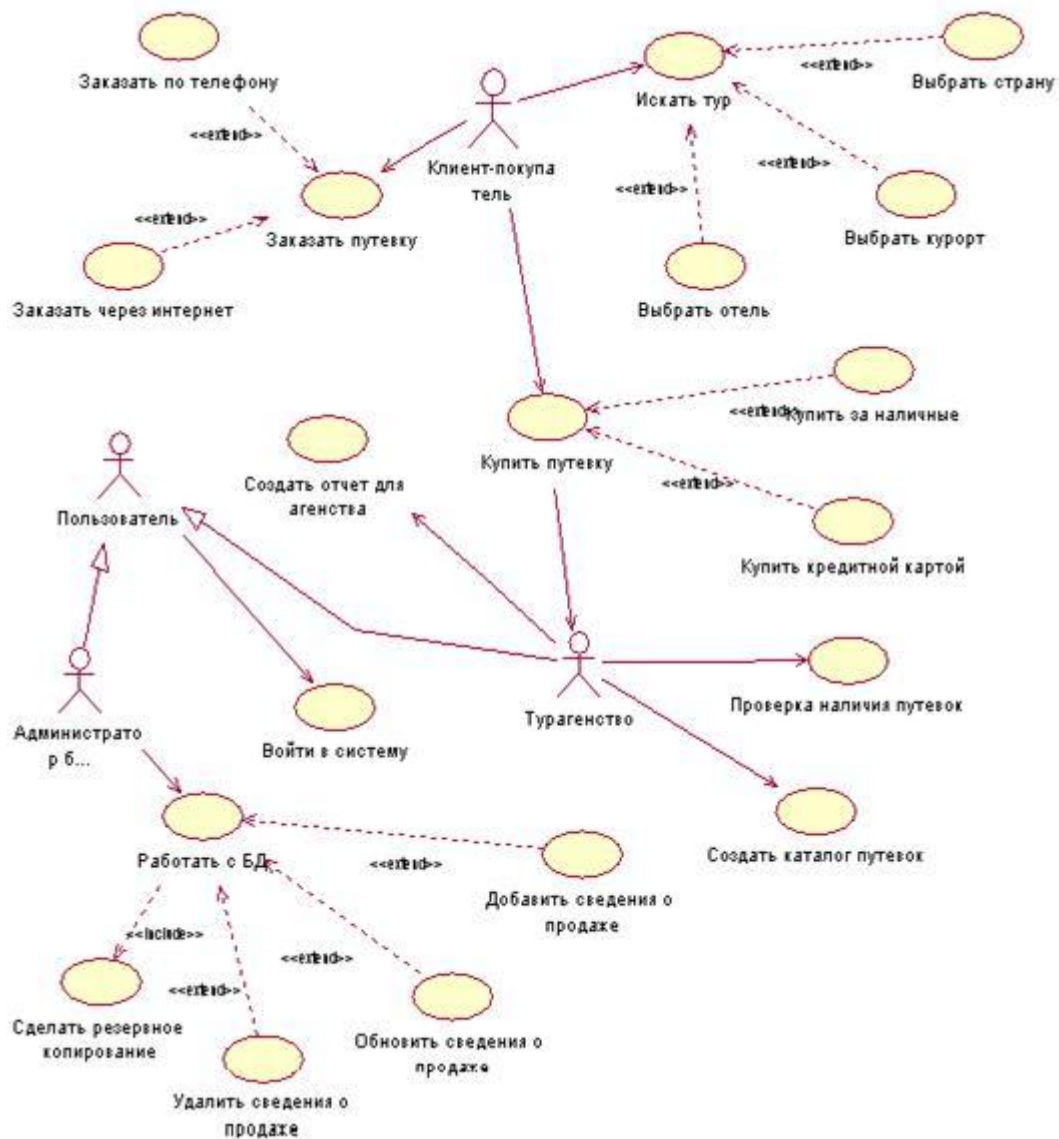 Заказать по телефону
<<extend>>
Искать тур
<<extend>>
Выбрать страну
Клиент-покупа
тель
<<extend>>
Заказать путевку
<<extend>>
<<extend>>
Выбрать курорт
Заказать через интернет
Выбрать отель
<<extend>>
Купить за наличные
Купить путевку
<<extend>>
Купить кредитной картой
Создать отчет для
агенства
Пользователь
Турагенство
Проверка наличия путевок
Администрато
р б...
Войти в систему
Создать каталог путевок
Работать с БД
<<extend>>
Добавить сведения о
продаже
<<include>>
<<extend>>
<<extend>>
Сделать резервное
копирование
Обновить сведения о
продаже
Удалить сведения о
продаже